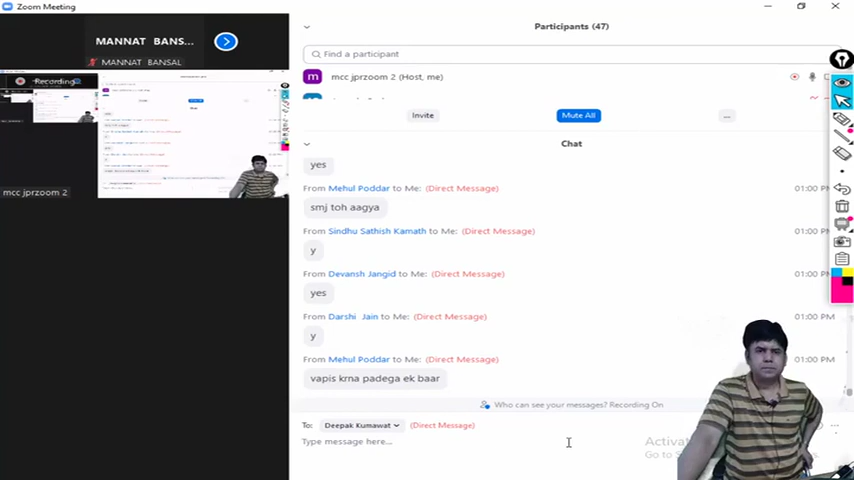 Zoom Meeting
Participants (47)
MANNAT BANS...
MANNAT BANSAL
Find a participant
Recording
m
mcc jprzoom 2 (Host, me)
Invite
Mute All
...
Chat
yes
mcc jprzoom 2
From Mehul Poddar to Me: (Direct Message)
01:00 PM
smj toh aagya
From Sindhu Sathish Kamath to Me: (Direct Message)
01:00 PM
y
From Devansh Jangid to Me: (Direct Message)
01:00 PM
yes
From Darshi Jain to Me: (Direct Message)
01:00 PM
y
From Mehul Poddar to Me: (Direct Message)
01:00 PM
vapis krna padega ek baar
Who can see your messages? Recording On
To: Deepak Kumawat (Direct Message)
Type message here...
Activat
Go to S